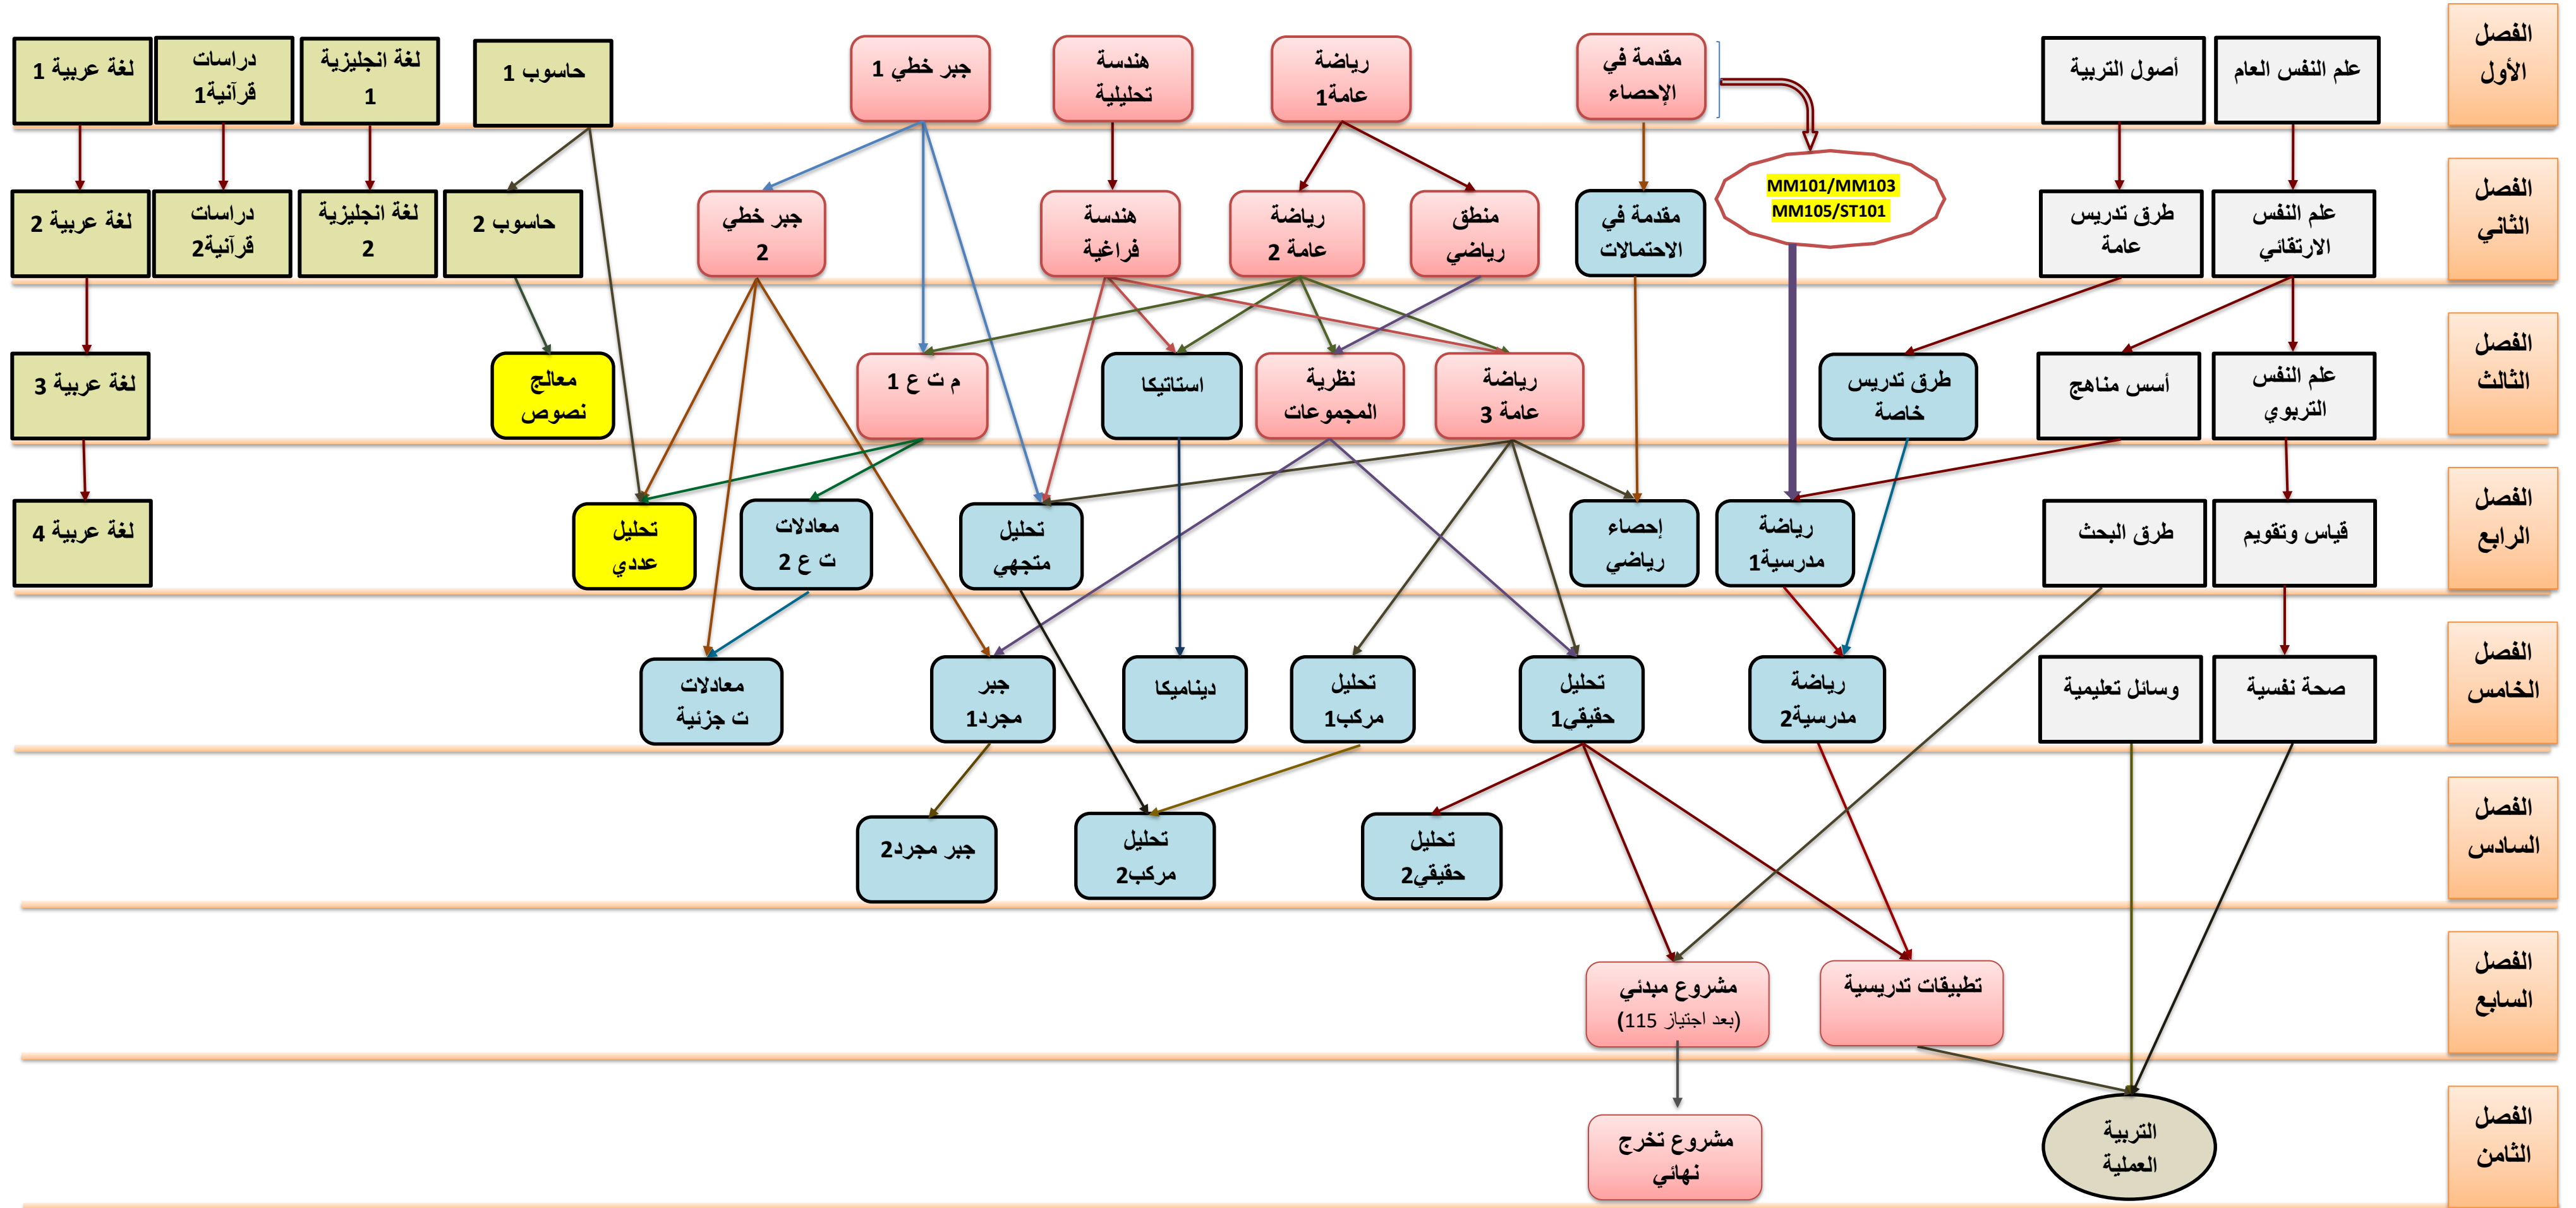 الفصل
الأول
علم النفس العام
أصول التربية
مقدمة في
الإحصاء
رياضة
عامة1
هندسة
تحليلية
جبر خطي 1
حاسوب 1
لغة انجليزية
1
دراسات
قرآنية1
لغة عربية 1
الفصل
الثاني
علم النفس
الارتقائي
طرق تدريس
عامة
MM101/MM103
MM105/ST101
مقدمة في
الاحتمالات
منطق
رياضي
رياضة
عامة 2
هندسة
فراغية
جبر خطي
2
حاسوب 2
لغة انجليزية
2
دراسات
قرآنية2
لغة عربية 2
الفصل
الثالث
علم النفس
التربوي
أسس مناهج
طرق تدريس
خاصة
رياضة
عامة 3
نظرية
المجموعات
استاتيكا
م ت ع 1
معالج
نصوص
لغة عربية 3
الفصل
الرابع
قياس وتقويم
طرق البحث
رياضة
مدرسية1
إحصاء
رياضي
تحليل
متجهي
معادلات
ت ع 2
تحليل
عددي
لغة عربية 4
الفصل
الخامس
صحة نفسية
وسائل تعليمية
رياضة
مدرسية2
تحليل
حقيقي1
تحليل
مركب1
ديناميكا
جبر
مجرد1
معادلات
ت جزئية
الفصل
السادس
تحليل
حقيقي2
تحليل
مركب2
جبر مجرد2
الفصل
السابع
تطبيقات تدريسية
مشروع مبدئي
(بعد اجتياز 115)
الفصل
الثامن
التربية
العملية
مشروع تخرج
نهائي